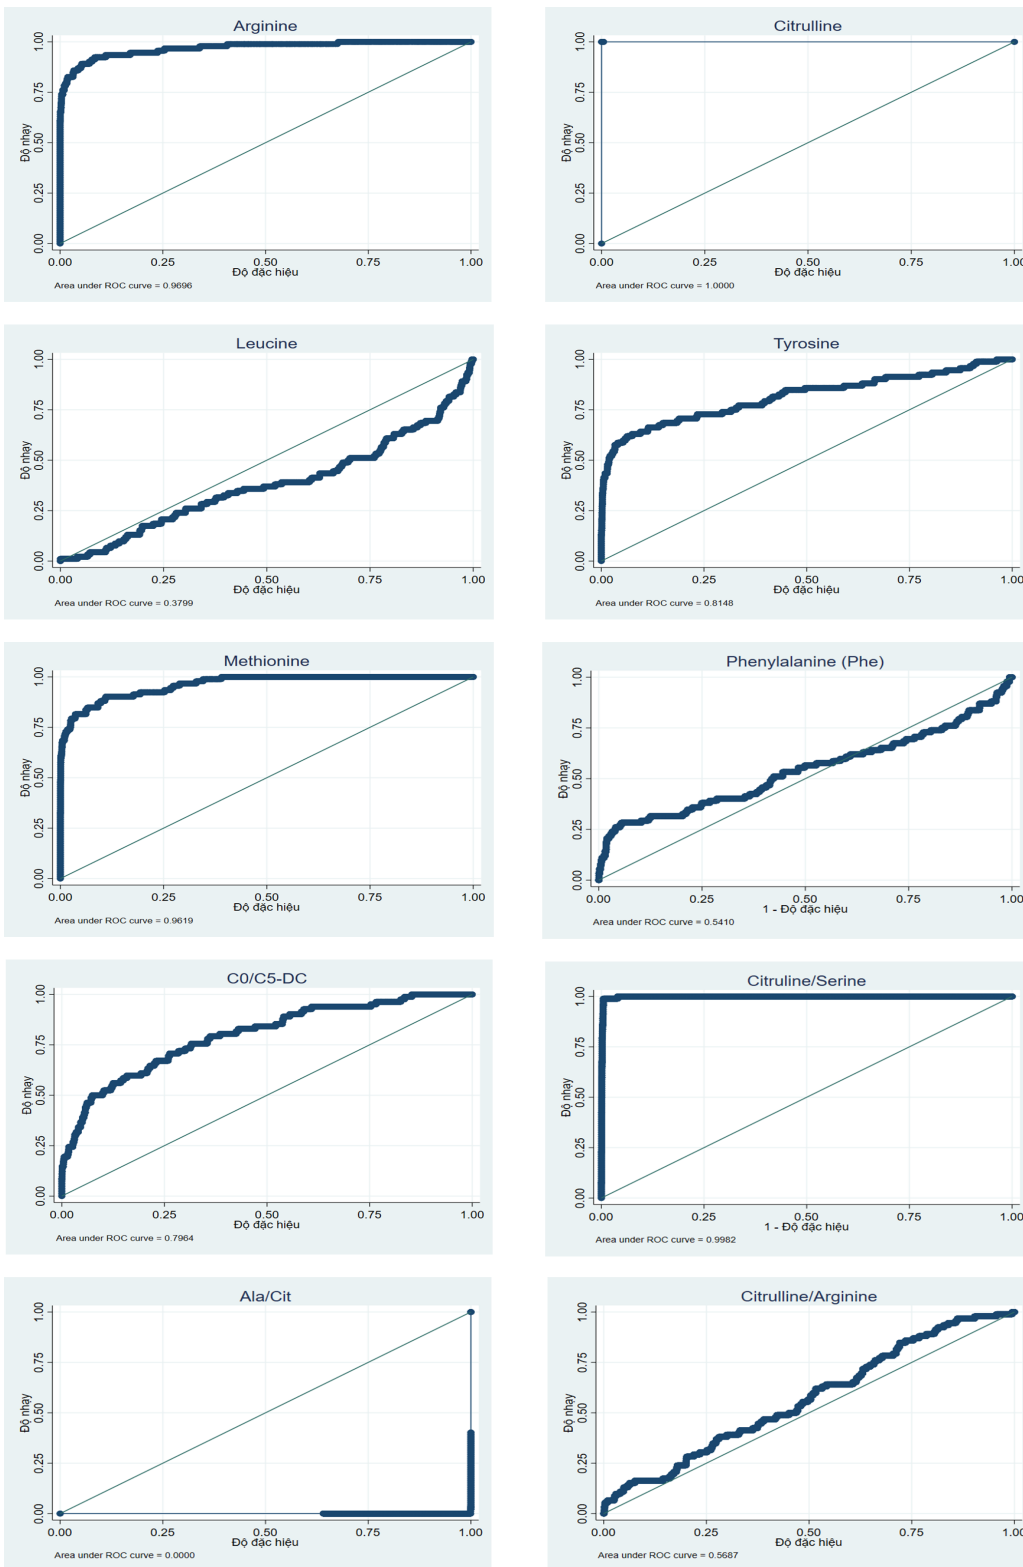 Arginine
1.00
0.75
0.50
0.25
0.00
Độ nhạy
0.00 0.25 0.50 0.75 1.00
Độ đặc hiệu
Area under ROC curve = 0.9696
Citrulline
1.00
0.75
0.50
0.25
0.00
Độ nhạy
0.00 0.25 0.50 0.75 1.00
Độ đặc hiệu
Area under ROC curve = 1.0000
Leucine
1.00
0.75
0.50
0.25
0.00
Độ nhạy
0.00 0.25 0.50 0.75 1.00
Độ đặc hiệu
Area under ROC curve = 0.3799
Tyrosine
1.00
0.75
0.50
0.25
0.00
Độ nhạy
0.00 0.25 0.50 0.75 1.00
Độ đặc hiệu
Area under ROC curve = 0.8148
Methionine
1.00
0.75
0.50
0.25
0.00
Độ nhạy
0.00 0.25 0.50 0.75 1.00
Độ đặc hiệu
Area under ROC curve = 0.9619
Phenylalanine (Phe)
1.00
0.75
0.50
0.25
0.00
Độ nhạy
0.00 0.25 0.50 0.75 1.00
1 - Độ đặc hiệu
Area under ROC curve = 0.5410
C0/C5-DC
1.00
0.75
0.50
0.25
0.00
Độ nhạy
0.00 0.25 0.50 0.75 1.00
Độ đặc hiệu
Area under ROC curve = 0.7964
Citruline/Serine
1.00
0.75
0.50
0.25
0.00
Độ nhạy
0.00 0.25 0.50 0.75 1.00
1 - Độ đặc hiệu
Area under ROC curve = 0.9982
Ala/Cit
1.00
0.75
0.50
0.25
0.00
Độ nhạy
0.00 0.25 0.50 0.75 1.00
Độ đặc hiệu
Area under ROC curve = 0.0000
Citrulline/Arginine
1.00
0.75
0.50
0.25
0.00
Độ nhạy
0.00 0.25 0.50 0.75 1.00
Độ đặc hiệu
Area under ROC curve = 0.5687